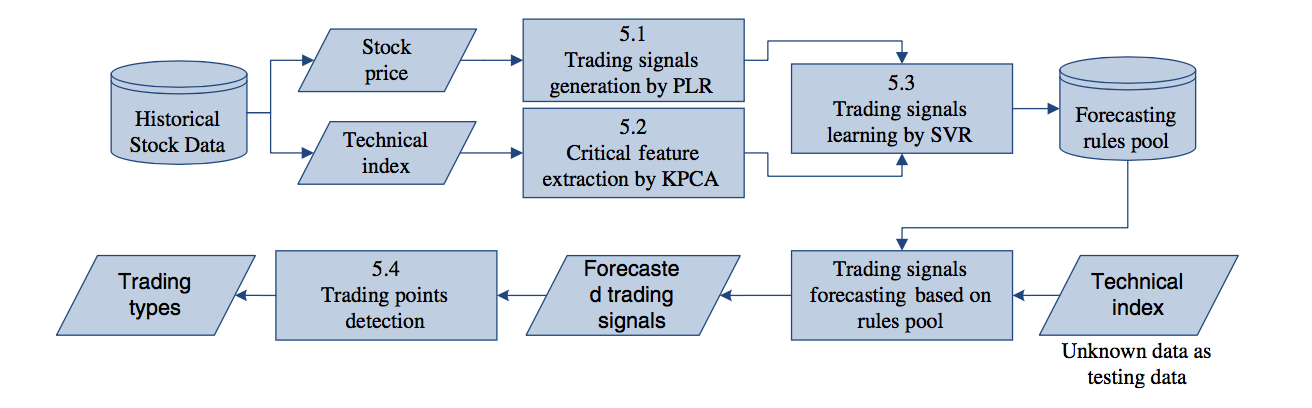 Historical
Stock Data
Stock
price
Technical
index
5.1
Trading signals
generation by PLR
5.2
Critical feature
extraction by KPCA
5.3
Trading signals
learning by SVR
Forecasting
rules pool
Trading
types
5.4
Trading points
detection
Forecaste
d trading
signals
Trading signals
forecasting based on
rules pool
Technical
index
Unknown data as
testing data